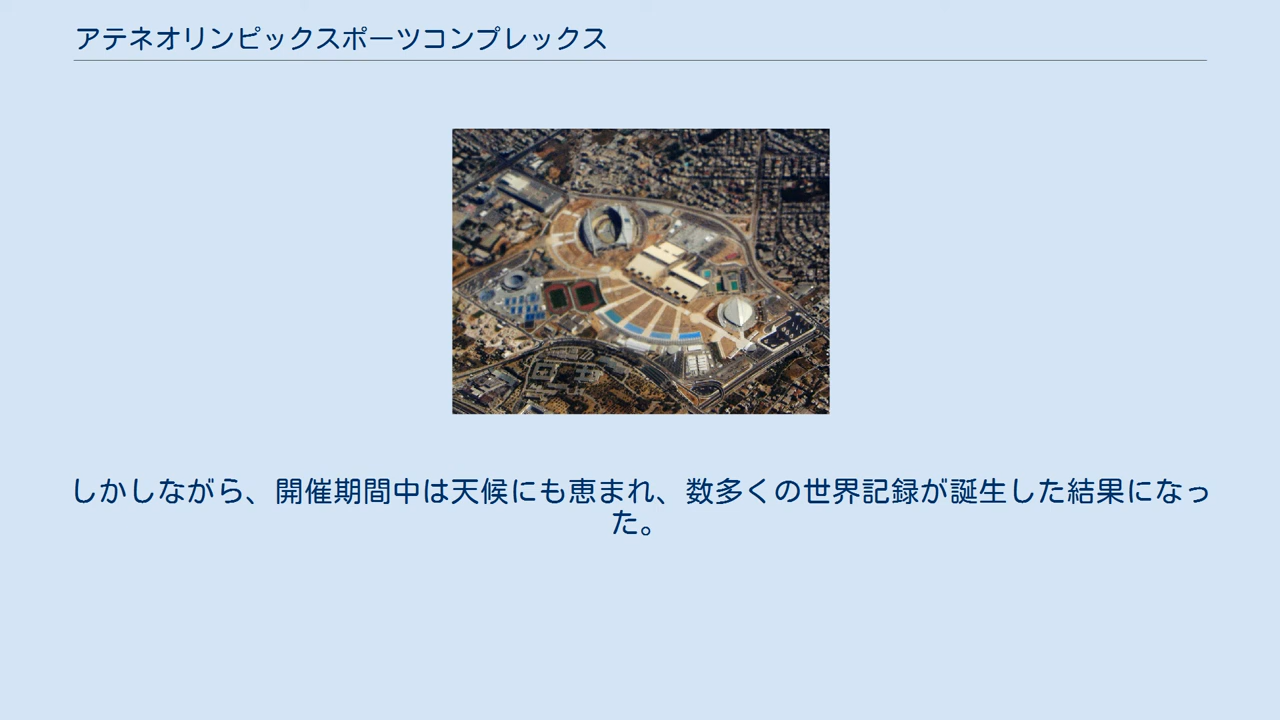 アテネオリンピックスポーツコンプレックス
しかしながら、開催期間中は天候にも恵まれ、数多くの世界記録が誕生した結果になっ
た。